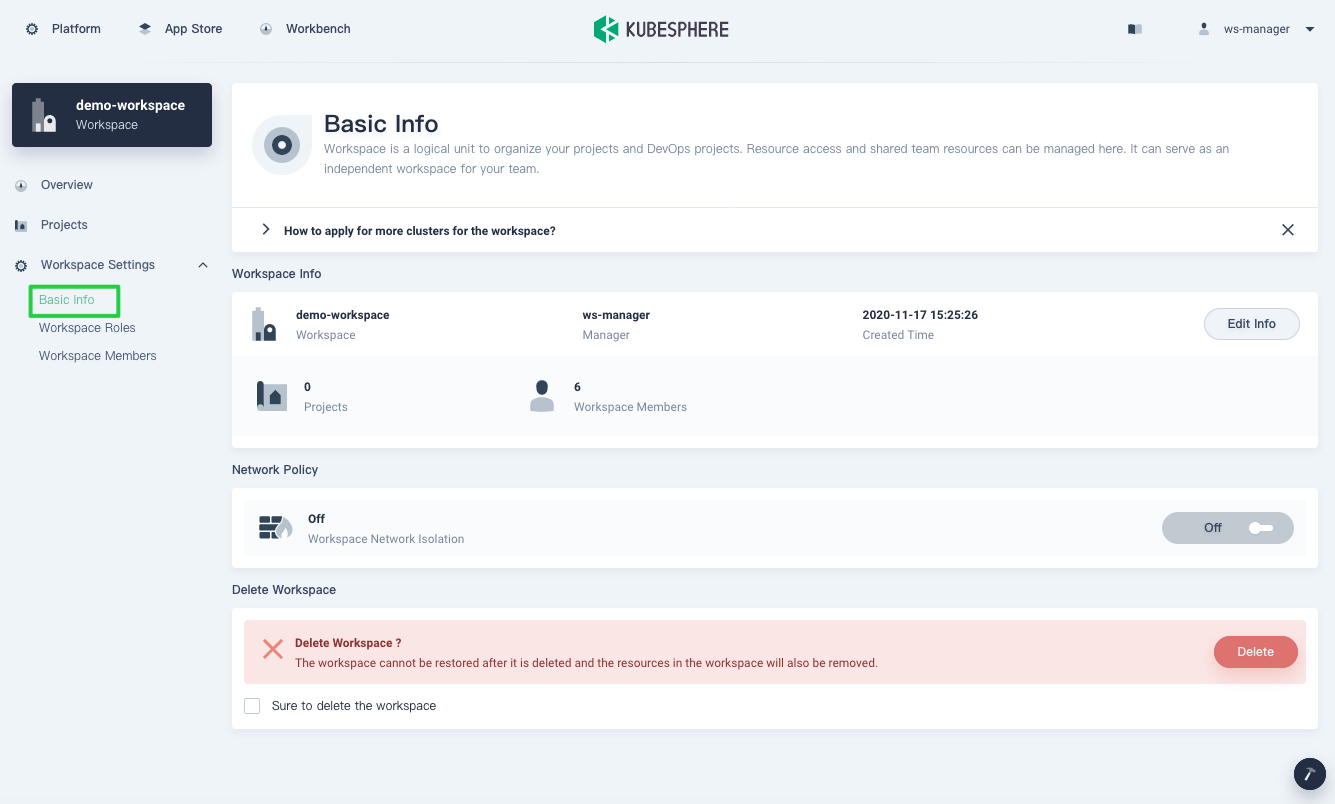 Platform
App Store
Workbench
KUBESPHERE
ws-manager
demo-workspace
Workspace
Overview
Projects
Workspace Settings
Basic Info
Workspace Roles
Workspace Members
Basic Info
Workspace is a logical unit to organize your projects and DevOps projects. Resource access and shared team resources can be managed here. It can serve as an
independent workspace for your team.
How to apply for more clusters for the workspace?
Workspace Info
demo-workspace
Workspace
ws-manager
Manager
2020-11-17 15:25:26
Created Time
Edit Info
0
Projects
6
Workspace Members
Network Policy
Off
Workspace Network Isolation
Off
Delete Workspace
Delete Workspace ?
The workspace cannot be restored after it is deleted and the resources in the workspace will also be removed.
Delete
Sure to delete the workspace